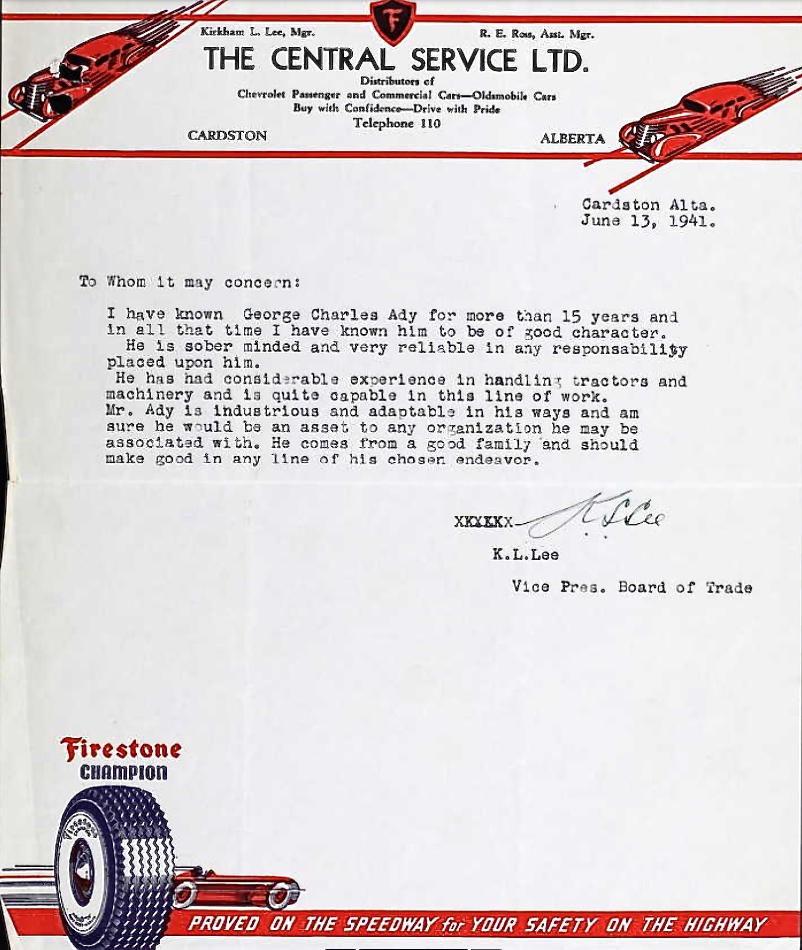 Kirkham L. Lee, Mgr.
R. E. Ross, Asst. Mgr.
F
THE CENTRAL SERVICE LTD.
Distributors of
Chevrolet Passenger and Commercial Cars—Oldsmobile Cars
Buy with Confidence—Drive with Pride
Telephone 110
CARDSTON
ALBERTA
Cardston Alta.
June 13, 1941.
To Whom it may concern:
I have known George Charles Ady for more than 15 years and
in all that time I have known him to be of good character.
He is sober minded and very reliable in any responsability
placed upon him.
He has had considerable experience in handling tractors and
machinery and is quite capable in this line of work.
Mr. Ady is industrious and adaptable in his ways and am
sure he would be an asset to any organization he may be
associated with. He comes from a good family and should
make good in any line of his chosen endeavor.
XXXXXX K L Lee
K.L.Lee
Vice Pres. Board of Trade
Firestone
CHAMPION
Firestone
PROVED ON THE SPEEDWAY for YOUR SAFETY ON THE HIGHWAY